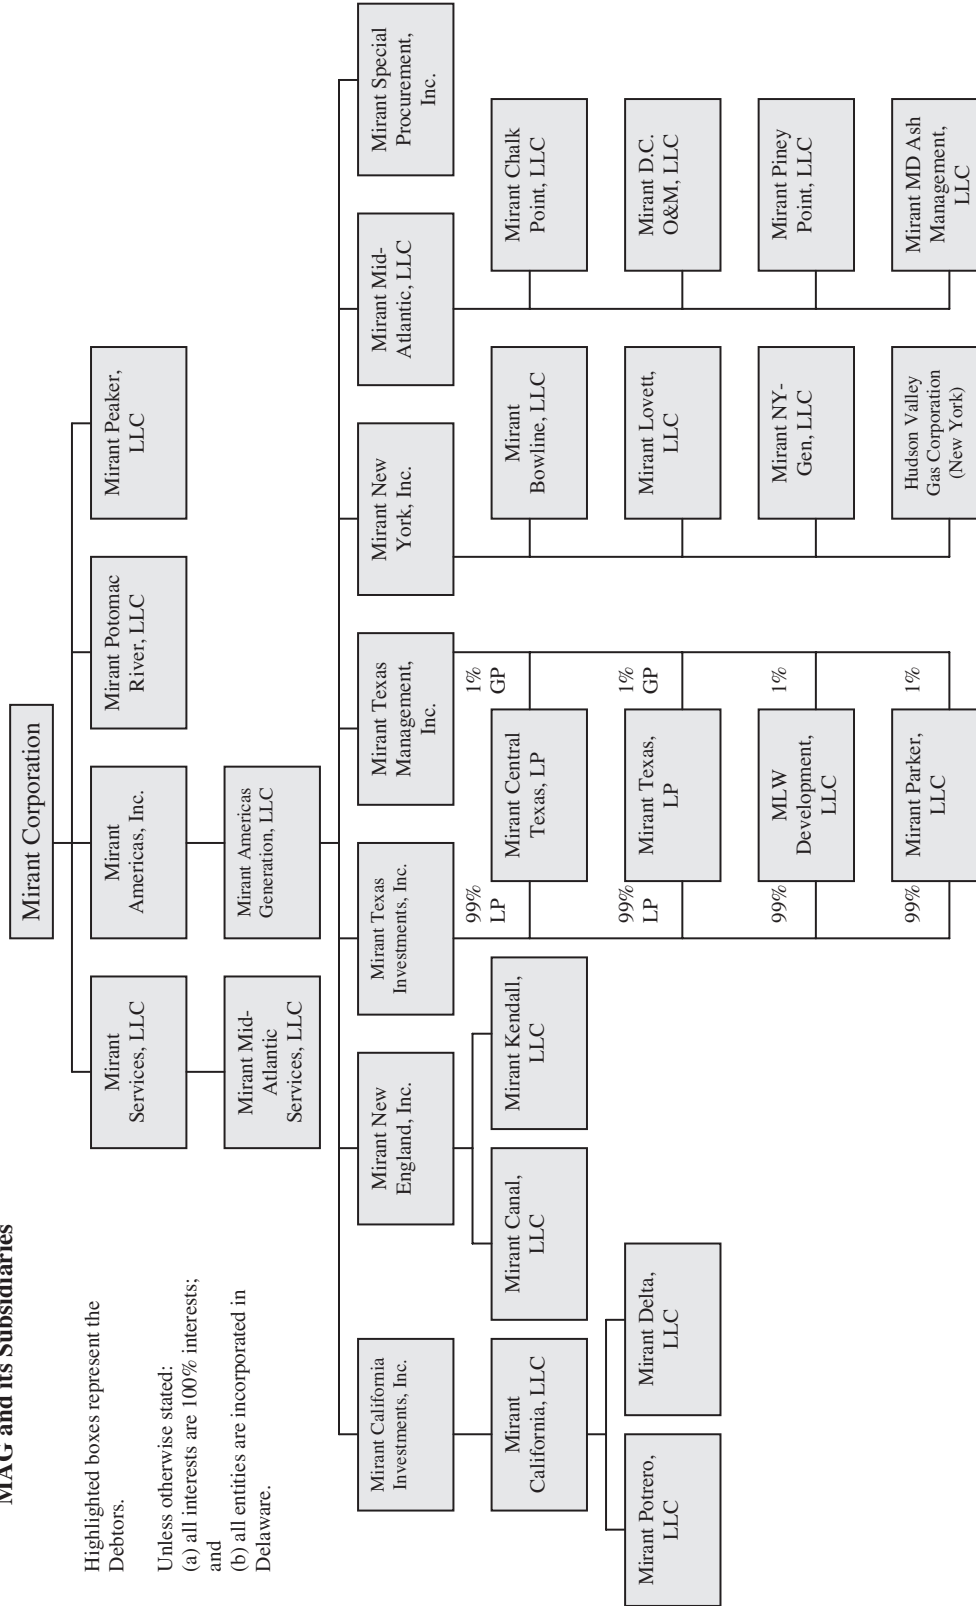 MAG and its Subsidiaries
Highlighted boxes represent the
Debtors.
Unless otherwise stated:
(a) all interests are 100% interests;
and
(b) all entities are incorporated in
Delaware.
Mirant Corporation
Mirant
Services, LLC
Mirant
Americas, Inc.
Mirant Potomac
River, LLC
Mirant Peaker,
LLC
Mirant Mid-
Atlantic
Services, LLC
Mirant Americas
Generation, LLC
Mirant California
Investments, Inc.
Mirant New
England, Inc.
Mirant Texas
Investments, Inc.
Mirant Texas
Management,
Inc.
Mirant New
York, Inc.
Mirant Mid-
Atlantic, LLC
Mirant Special
Procurement,
Inc.
Mirant
California, LLC
Mirant Canal,
LLC
Mirant Kendall,
LLC
99%
LP
Mirant Central
Texas, LP
1%
GP
Mirant
Bowline, LLC
Mirant Chalk
Point, LLC
Mirant Potrero,
LLC
Mirant Delta,
LLC
99%
LP
Mirant Texas,
LP
1%
GP
Mirant Lovett,
LLC
Mirant D.C.
O&M, LLC
99%
MLW
Development,
LLC
1%
Mirant NY-
Gen, LLC
Mirant Piney
Point, LLC
99%
Mirant Parker,
LLC
1%
Hudson Valley
Gas Corporation
(New York)
Mirant MD Ash
Management,
LLC